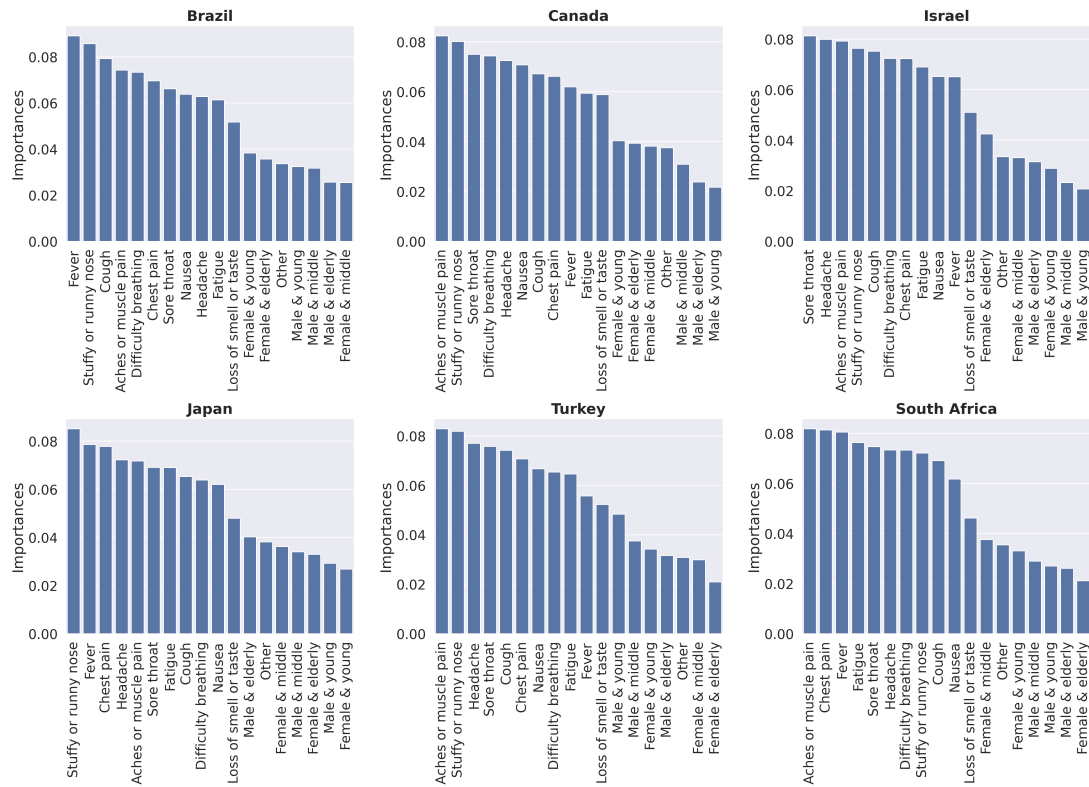 Brazil
Importances
0.08
0.06
0.04
0.02
0.00
Fever
Stuffy or runny nose
Cough
Aches or muscle pain
Difficulty breathing
Chest pain
Sore throat
Nausea
Headache
Fatigue
Loss of smell or taste
Female & young
Female & elderly
Other
Male & young
Male & middle
Male & elderly
Female & middle
Canada
Importances
0.08
0.06
0.04
0.02
0.00
Aches or muscle pain
Stuffy or runny nose
Sore throat
Difficulty breathing
Headache
Nausea
Cough
Chest pain
Fever
Fatigue
Loss of smell or taste
Female & young
Female & elderly
Female & middle
Other
Male & middle
Male & elderly
Male & young
Israel
Importances
0.08
0.06
0.04
0.02
0.00
Sore throat
Headache
Aches or muscle pain
Stuffy or runny nose
Cough
Difficulty breathing
Chest pain
Fatigue
Nausea
Fever
Loss of smell or taste
Female & elderly
Other
Female & middle
Male & elderly
Female & young
Male & middle
Male & young
Japan
Importances
0.08
0.06
0.04
0.02
0.00
Stuffy or runny nose
Fever
Chest pain
Headache
Aches or muscle pain
Sore throat
Fatigue
Cough
Difficulty breathing
Nausea
Loss of smell or taste
Male & elderly
Other
Female & middle
Male & middle
Female & elderly
Male & young
Female & young
Turkey
Importances
0.08
0.06
0.04
0.02
0.00
Aches or muscle pain
Stuffy or runny nose
Headache
Sore throat
Cough
Chest pain
Nausea
Difficulty breathing
Fatigue
Fever
Loss of smell or taste
Male & young
Male & middle
Female & young
Male & elderly
Other
Female & middle
Female & elderly
South Africa
Importances
0.08
0.06
0.04
0.02
0.00
Aches or muscle pain
Chest pain
Fever
Fatigue
Sore throat
Headache
Difficulty breathing
Stuffy or runny nose
Cough
Nausea
Loss of smell or taste
Female & middle
Other
Female & young
Male & middle
Male & young
Male & elderly
Female & elderly